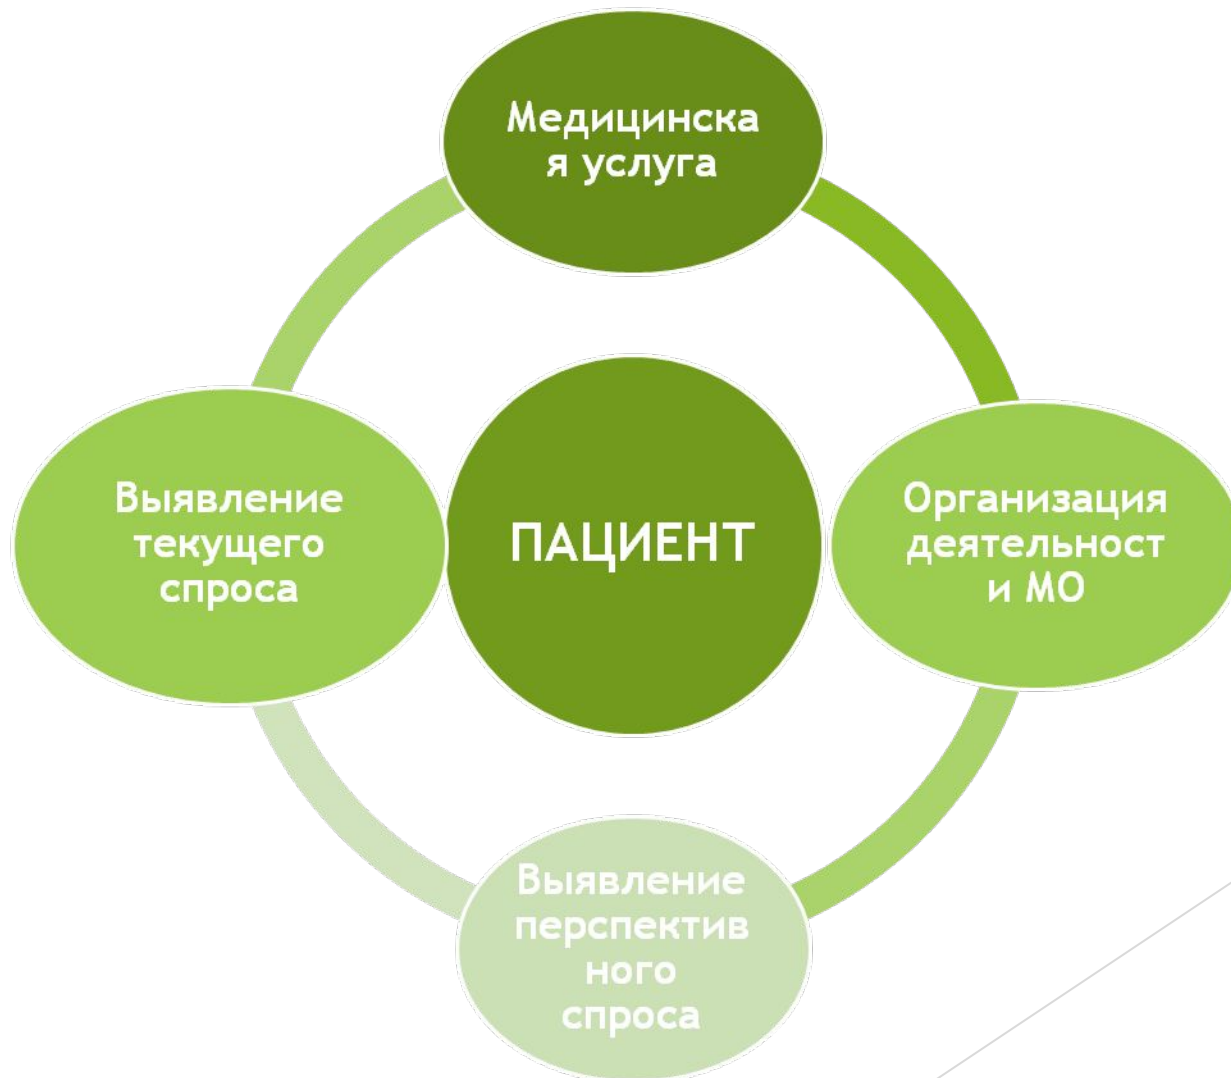 Медицинска
я услуга
Выявление
текущего
спроса
ПАЦИЕНТ
Организация
деятельност
и МО
Выявление
перспектив
ного
спроса